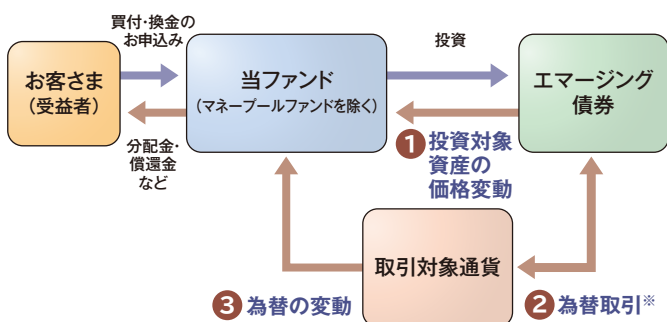 買付・換金の
お申込み
お客さま
(受益者)
分配金・
償還金
など
当ファンド
(マネープールファンドを除く)
投資
エマージング
債券
1 投資対象
資産の
価格変動
取引対象通貨
3 為替の変動
2 為替取引※